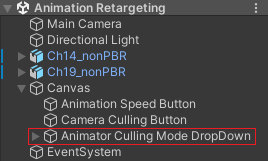 Animation Retargeting
Main Camera
Directional Light
Ch14_nonPBR
Ch19_nonPBR
Canvas
Animation Speed Button
Camera Culling Button
Animator Culling Mode DropDown
EventSystem